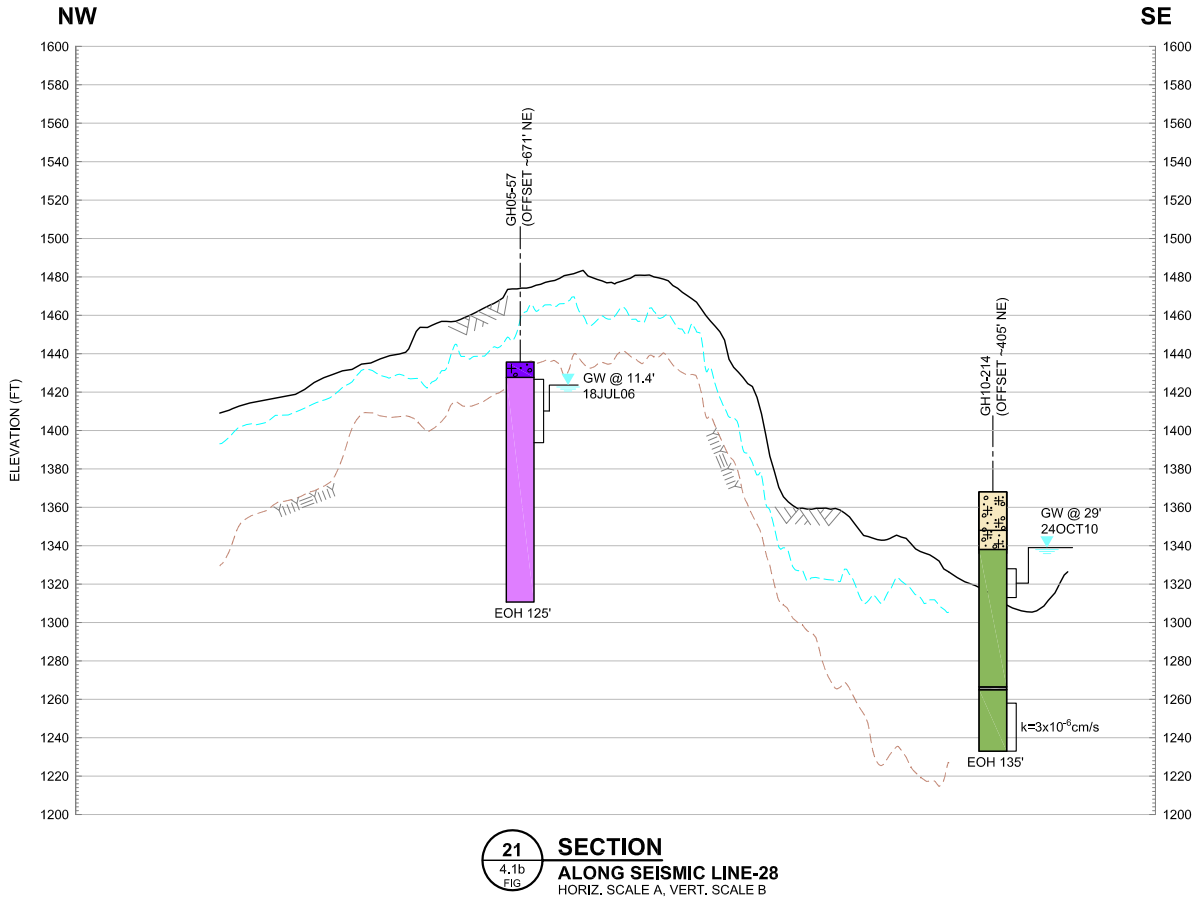 NW
SE
1600
1580
1560
1540
1520
1500
1480
1460
1440
1420
1400
1380
1360
1340
1320
1300
1280
1260
1240
1220
1200
ELEVATION (FT)
GH05-57
(OFFSET ~671' NE)
GW @ 11.4'
18JUL06
EOH 125'
GH10-214
(OFFSET ~405' NE)
GW @ 29'
24OCT10
k=3x10⁻⁶cm/s
EOH 135'
1600
1580
1560
1540
1520
1500
1480
1460
1440
1420
1400
1380
1360
1340
1320
1300
1280
1260
1240
1220
1200
21
4.1b
FIG
SECTION
ALONG SEISMIC LINE-28
HORIZ. SCALE A, VERT. SCALE B